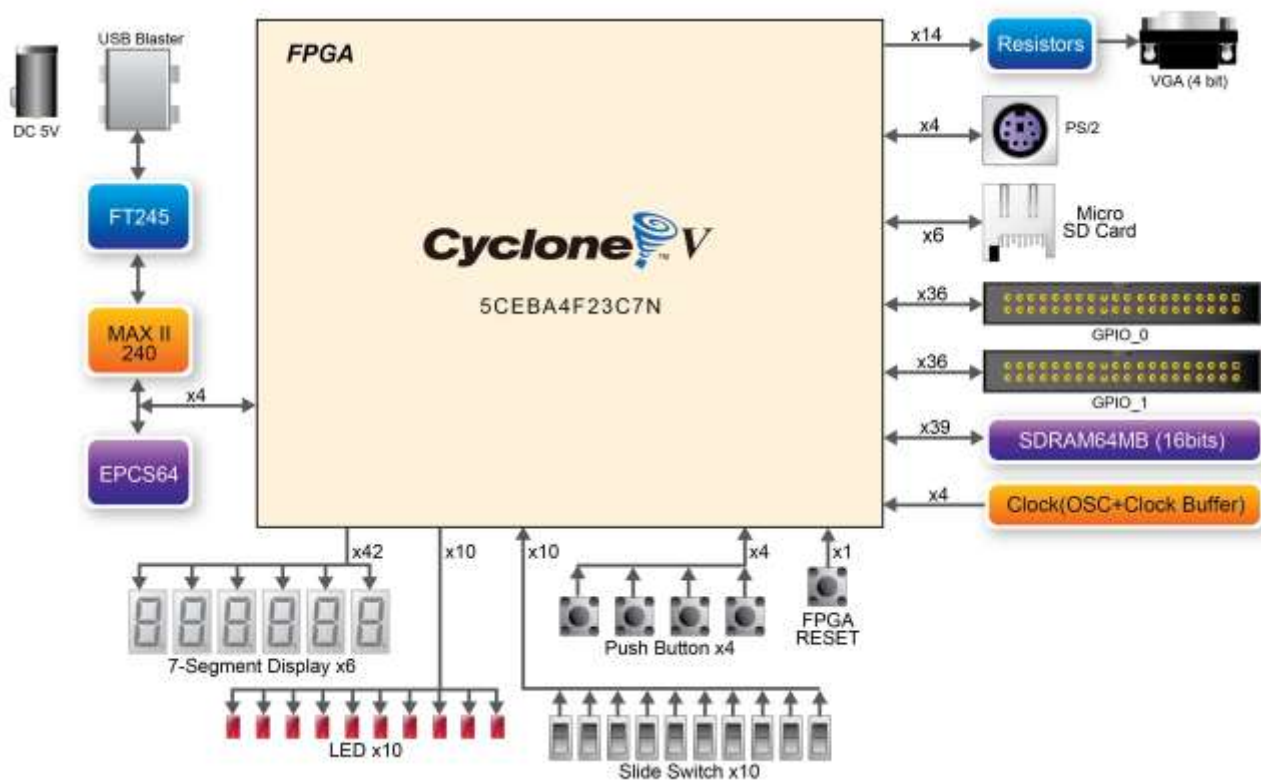 USB Blaster
DC 5V
FT245
MAX II
240
x4
EPCS64
FPGA
Cyclone™ V
5CEBA4F23C7N
x14
Resistors
VGA (4 bit)
x4
PS/2
x6
Micro
SD Card
x36
GPIO_0
x36
GPIO_1
x39
SDRAM64MB (16bits)
x4
Clock(OSC+Clock Buffer)
x42
x10
x10
x4
x1
7-Segment Display x6
Push Button x4
FPGA
RESET
LED x10
Slide Switch x10